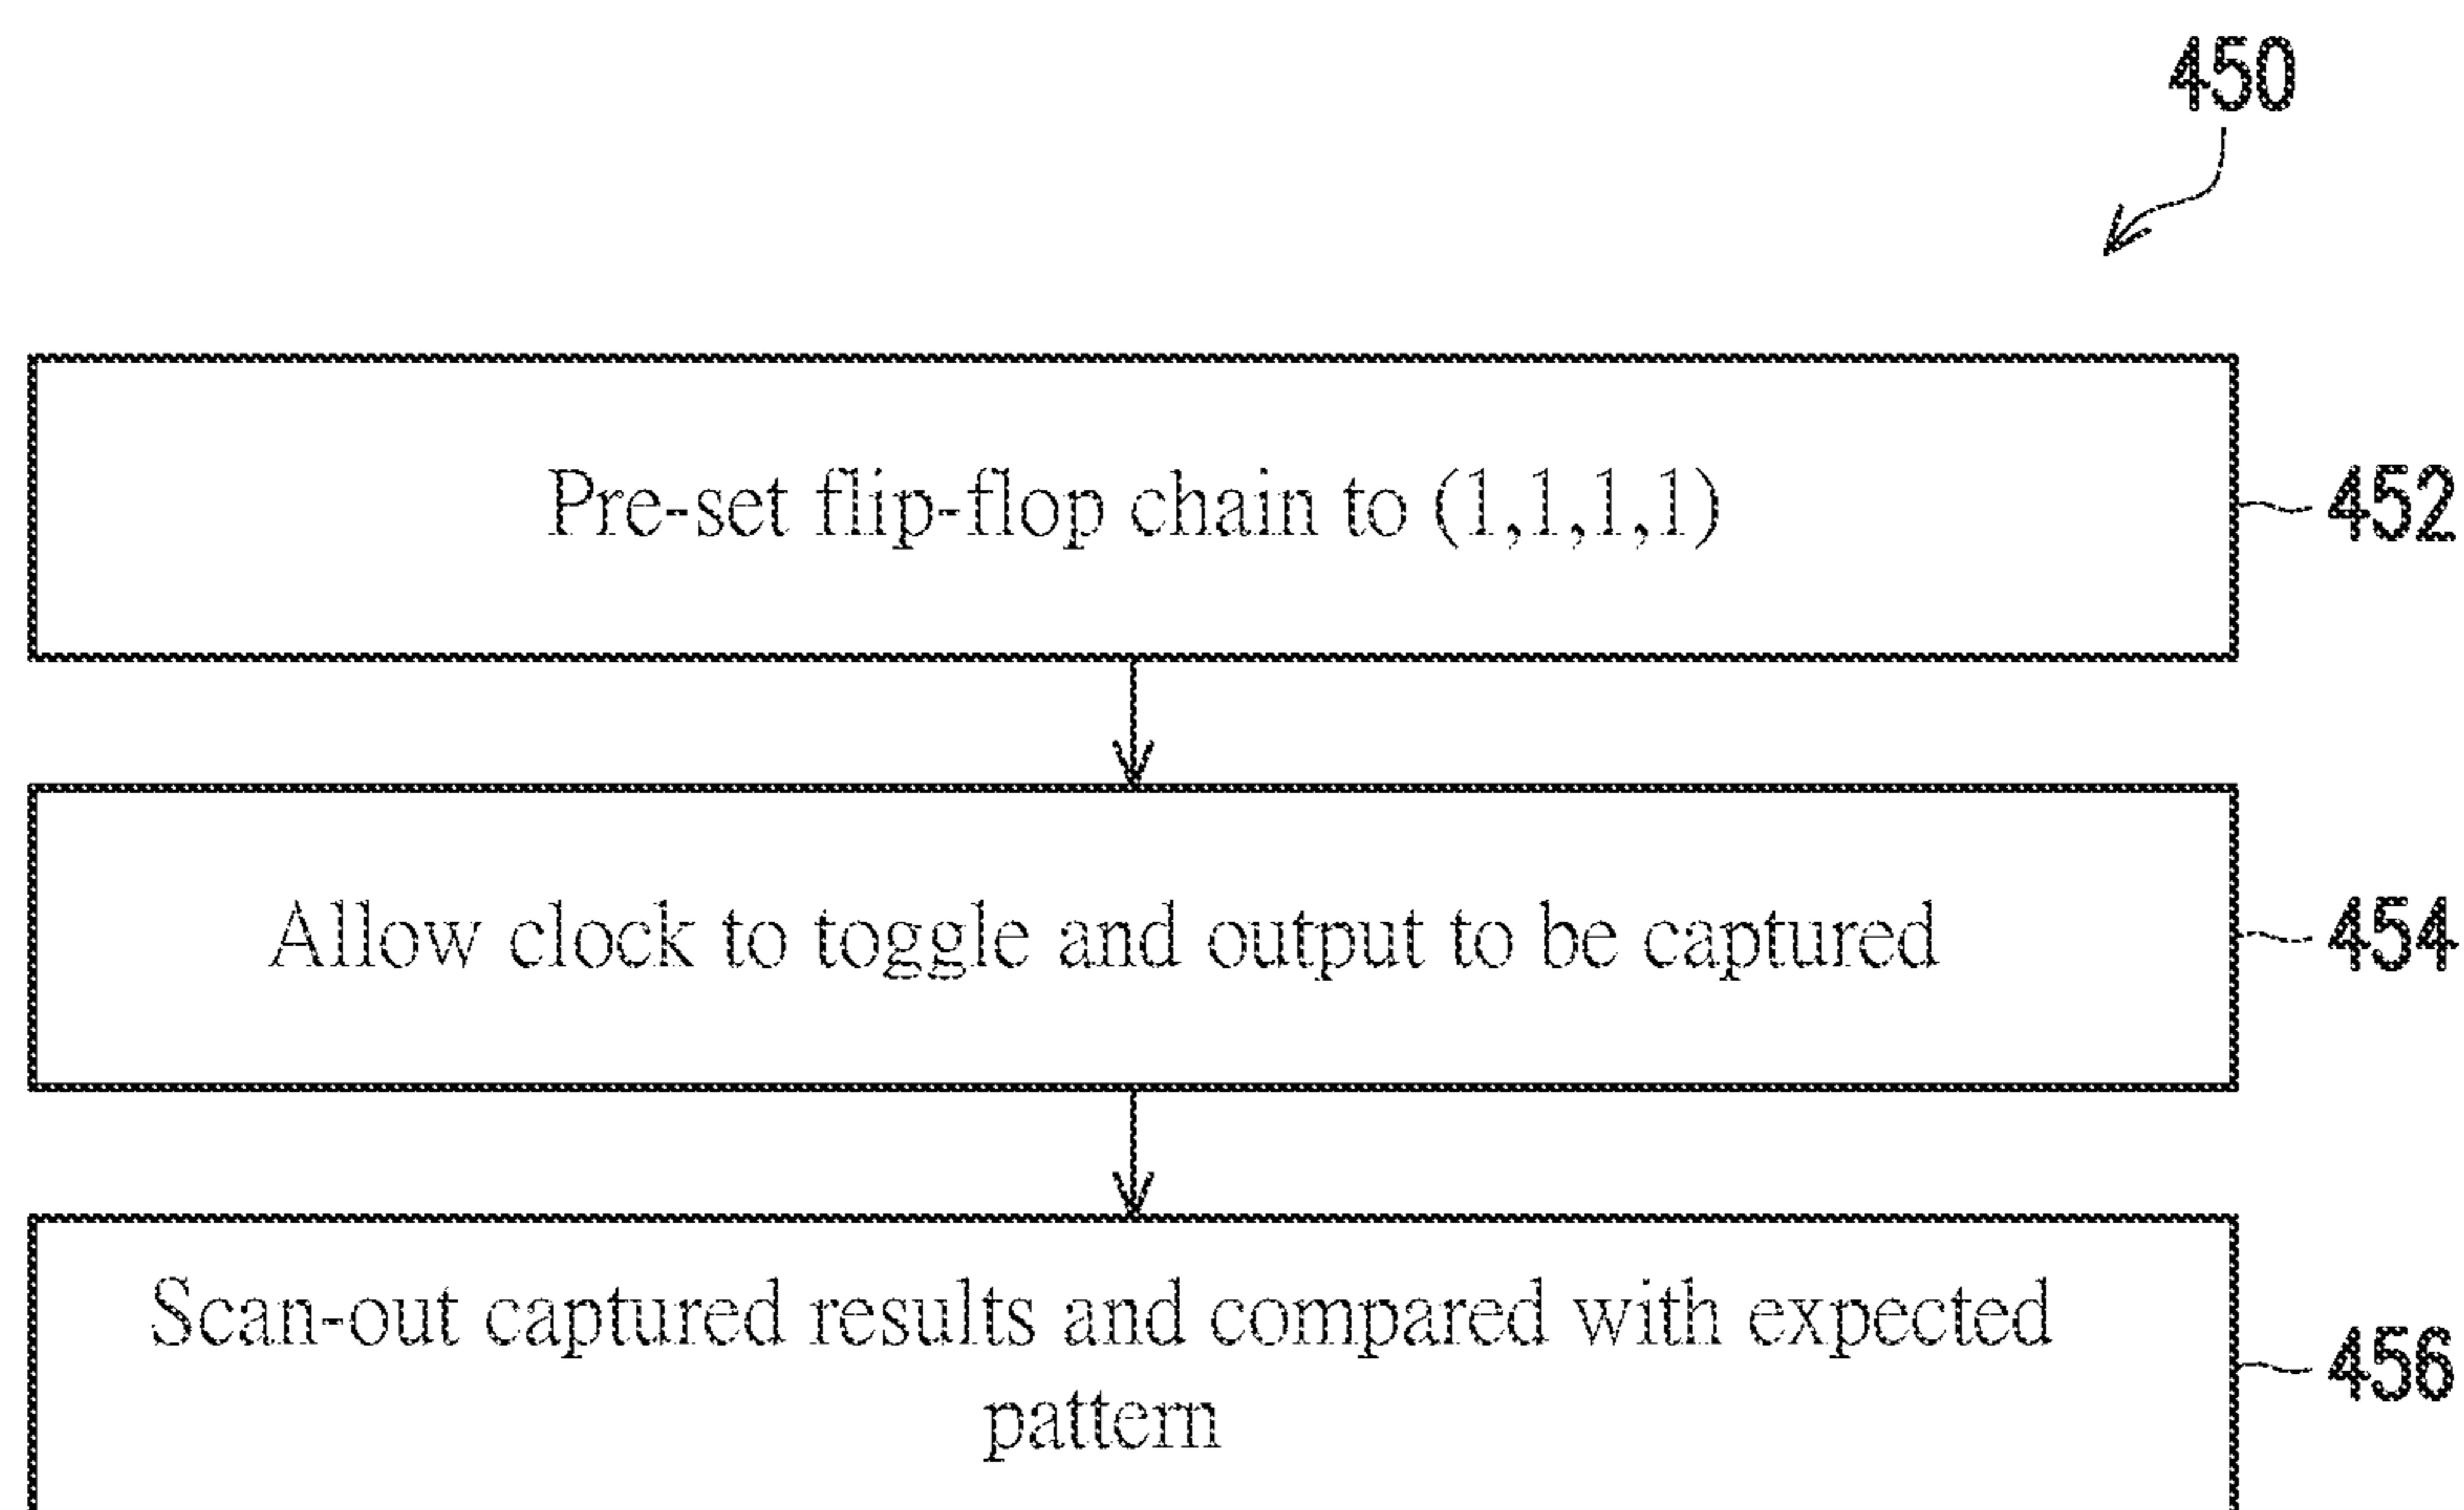 450
Pre-set flip-flop chain to (1,1,1,1)
452
Allow clock to toggle and output to be captured
454
Scan-out captured results and compared with expected
pattern
456